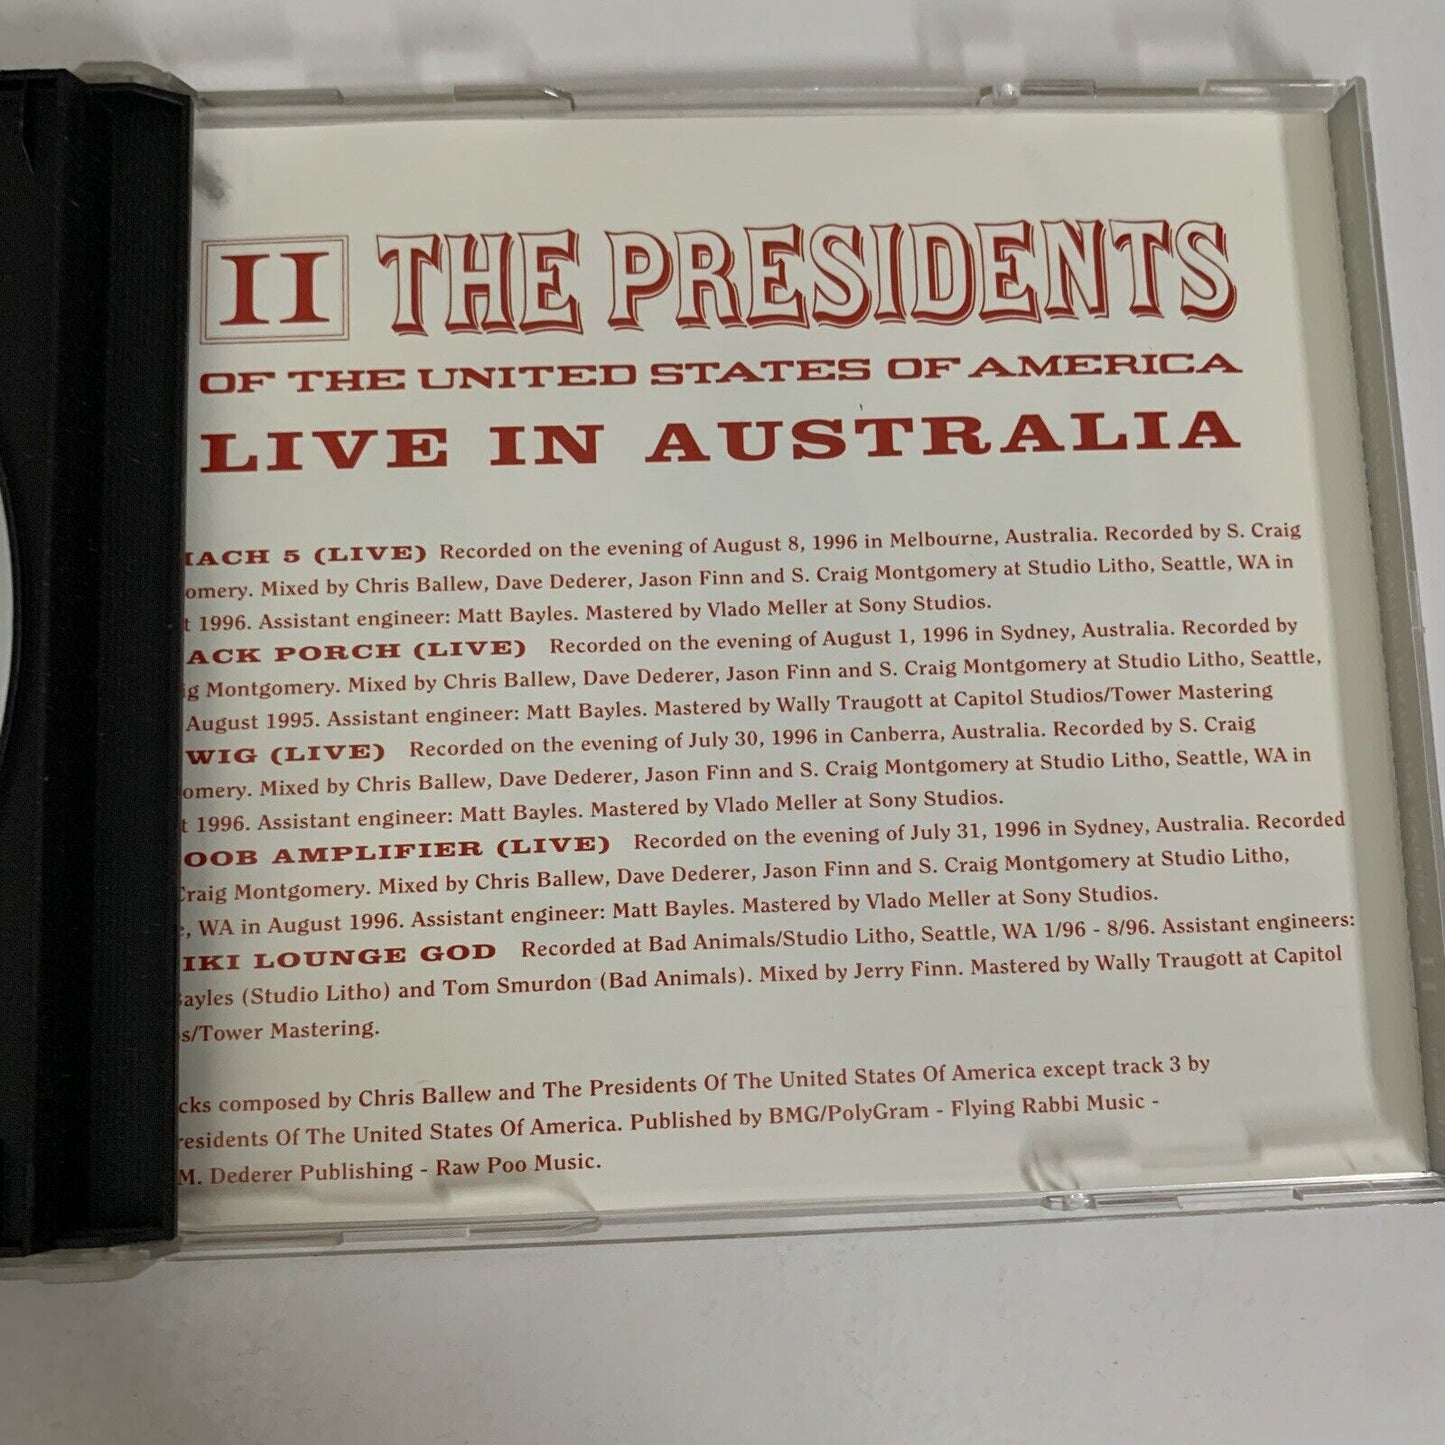 II THE PRESIDENTS
OF THE UNITED STATES OF AMERICA
LIVE IN AUSTRALIA
ACH 5 (LIVE) Recorded on the evening of August 8, 1996 in Melbourne, Australia. Recorded by S. Craig
omery. Mixed by Chris Ballew, Dave Dederer, Jason Finn and S. Craig Montgomery at Studio Litho, Seattle, WA in
t 1996. Assistant engineer: Matt Bayles. Mastered by Vlado Meller at Sony Studios.
ACK PORCH (LIVE) Recorded on the evening of August 1, 1996 in Sydney, Australia. Recorded by
ig Montgomery. Mixed by Chris Ballew, Dave Dederer, Jason Finn and S. Craig Montgomery at Studio Litho, Seattle,
August 1995. Assistant engineer: Matt Bayles. Mastered by Wally Traugott at Capitol Studios/Tower Mastering
WIG (LIVE) Recorded on the evening of July 30, 1996 in Canberra, Australia. Recorded by S. Craig
omery. Mixed by Chris Ballew, Dave Dederer, Jason Finn and S. Craig Montgomery at Studio Litho, Seattle, WA in
t 1996. Assistant engineer: Matt Bayles. Mastered by Vlado Meller at Sony Studios.
OOB AMPLIFIER (LIVE) Recorded on the evening of July 31, 1996 in Sydney, Australia. Recorded
Craig Montgomery. Mixed by Chris Ballew, Dave Dederer, Jason Finn and S. Craig Montgomery at Studio Litho,
e, WA in August 1996. Assistant engineer: Matt Bayles. Mastered by Vlado Meller at Sony Studios.
IKI LOUNGE GOD Recorded at Bad Animals/Studio Litho, Seattle, WA 1/96 - 8/96. Assistant engineers:
Bayles (Studio Litho) and Tom Smurdon (Bad Animals). Mixed by Jerry Finn. Mastered by Wally Traugott at Capitol
s/Tower Mastering.
cks composed by Chris Ballew and The Presidents Of The United States Of America except track 3 by
residents Of The United States Of America. Published by BMG/PolyGram - Flying Rabbi Music -
M. Dederer Publishing - Raw Poo Music.